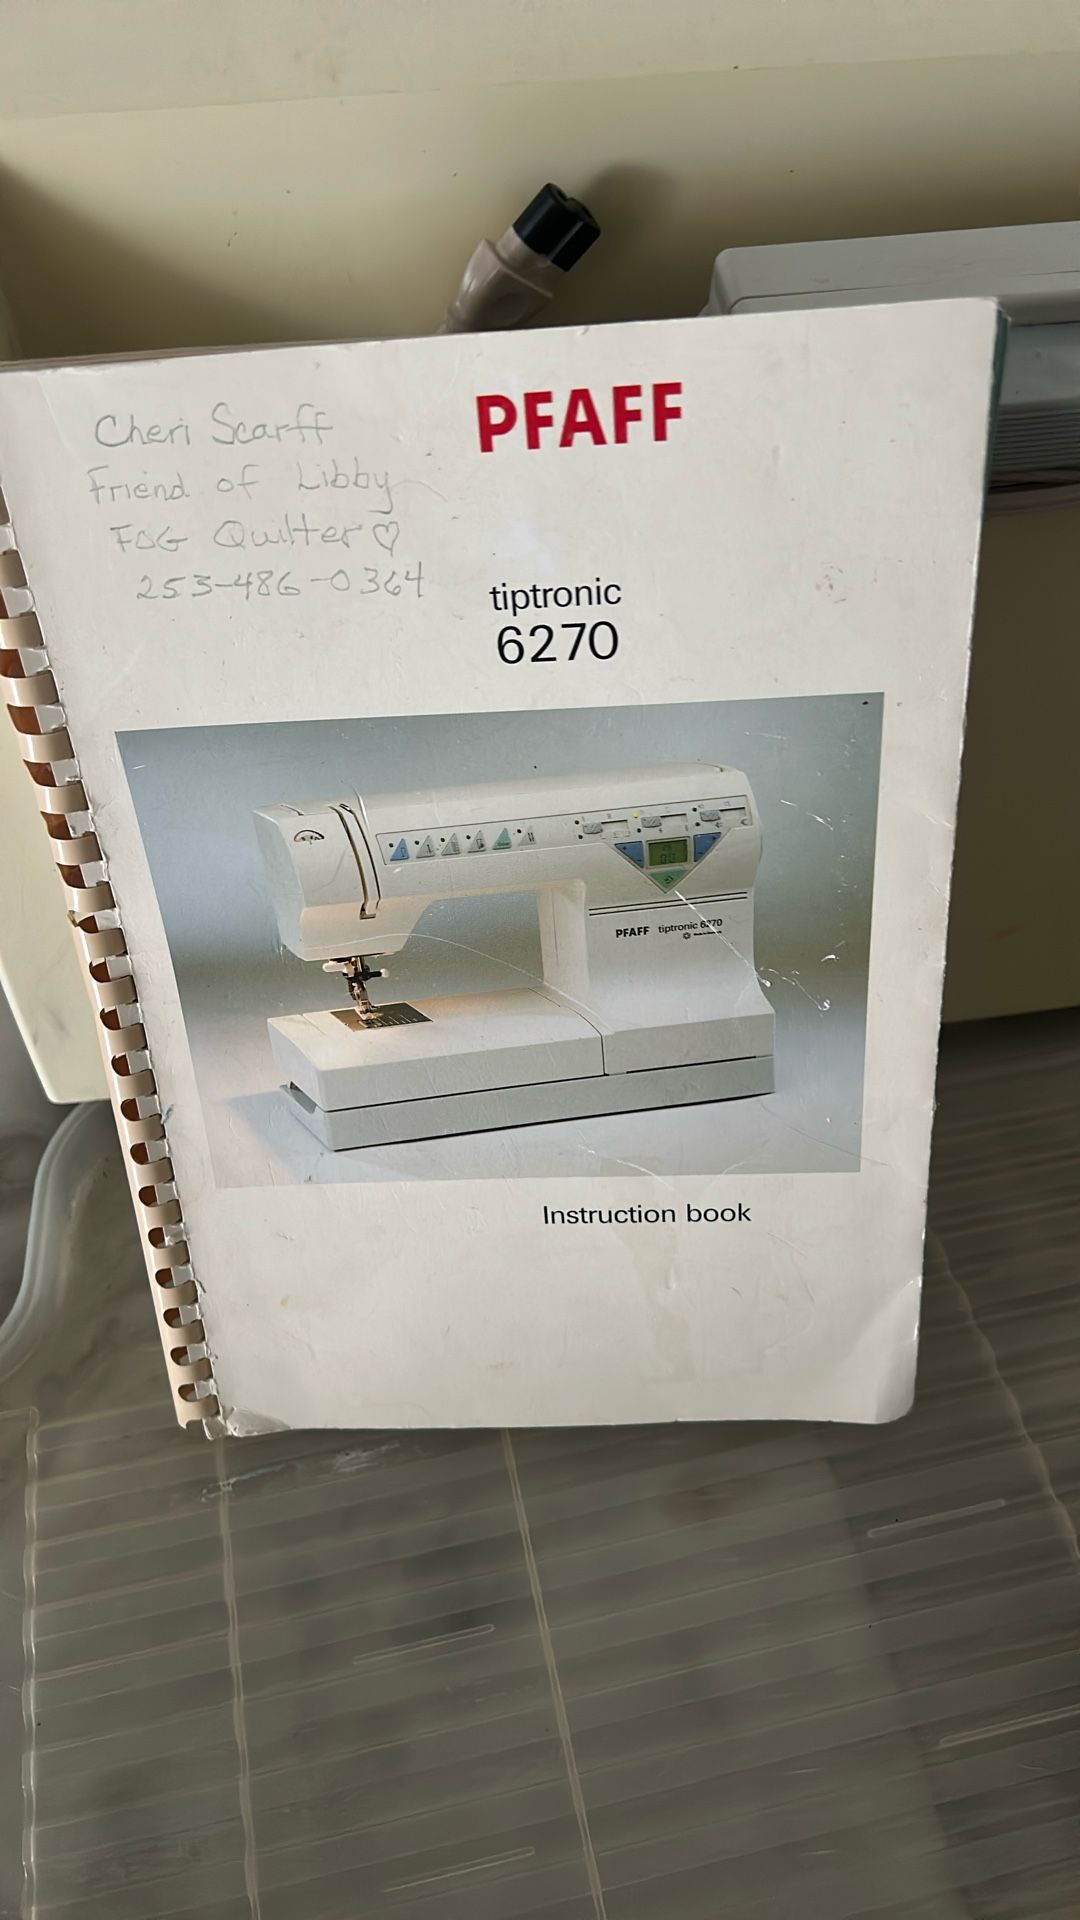 Cheri Scarff
Friend of Libby
FOG Quilter♡
253-486-0364
PFAFF
tiptronic
6270
PFAFF tiptronic 6270
Instruction book